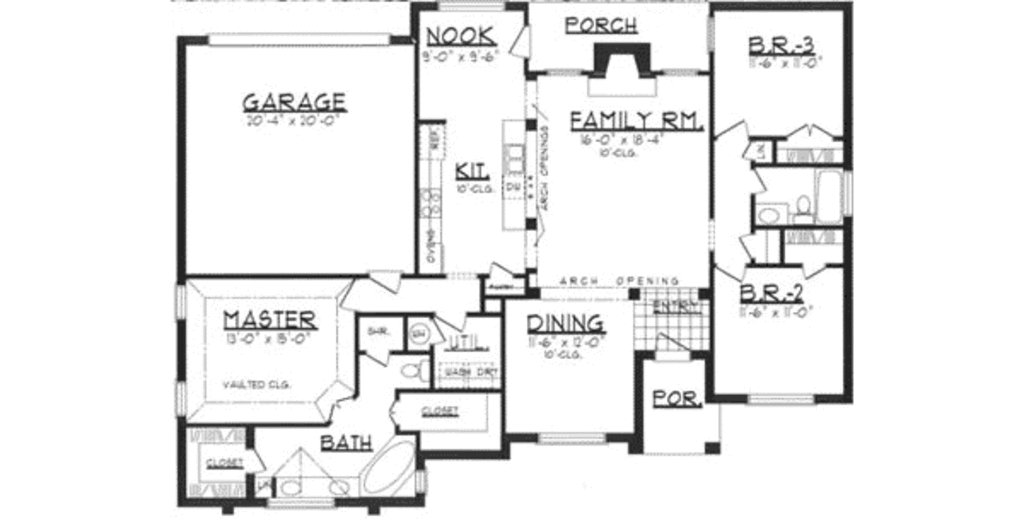 NOOK
9'-0" x 9'-6"
PORCH
B.R.-3
11'-6" x 11'-0"
GARAGE
20'-4" x 20'-0"
FAMILY RM.
16'-0" x 18'-4"
10' CLG.
REF.
KIT.
10' CLG.
DW
ARCH OPENINGS
LIN.
OVENS
PANTRY
ARCH OPENING
B.R.-2
11'-6" x 11'-0"
ENTRY
MASTER
13'-0" x 15'-0"
VAULTED CLG.
SHR.
WH
UTIL.
WASH DRY
DINING
11'-6" x 12'-0"
10' CLG.
POR.
CLOSET
BATH
CLOSET
LIN